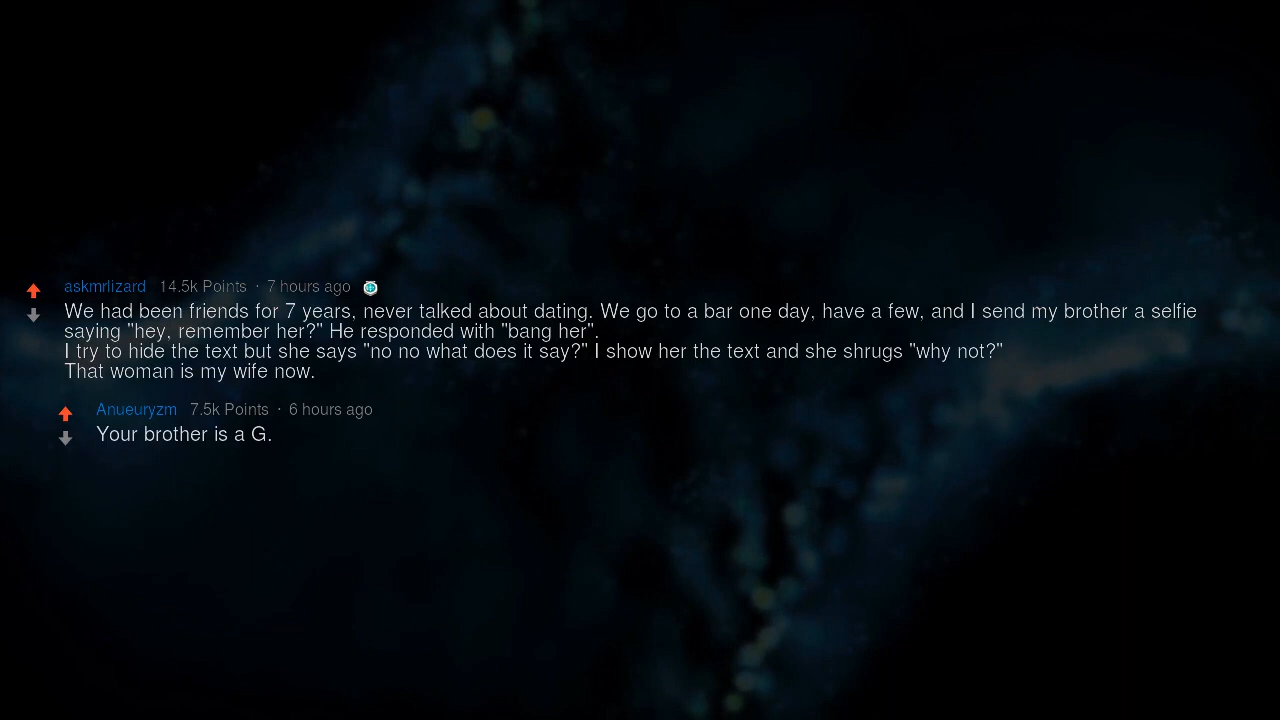 askmrlizard 14.5k Points · 7 hours ago
We had been friends for 7 years, never talked about dating. We go to a bar one day, have a few, and I send my brother a selfie
saying "hey, remember her?" He responded with "bang her".
I try to hide the text but she says "no no what does it say?" I show her the text and she shrugs "why not?"
That woman is my wife now.
Anueuryzm 7.5k Points · 6 hours ago
Your brother is a G.